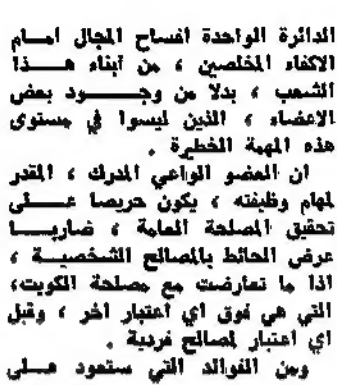 الدائرة الواحدة افساح المجال امام
الاكفاء المخلصين ، من ابناء هذا
الشعب ، بدلا من وجود بعض
الاعضاء ، الذين ليسوا في مستوى
هذه المهمة الخطيرة .
ان العضو الواعي المدرك ، المقدر
لمهام وظيفته ، يكون حريصا على
تحقيق المصلحة العامة ، ضاربا
عرض الحائط بالمصالح الشخصية ،
اذا ما تعارضت مع مصلحة الكويت،
التي هي فوق اي اعتبار اخر ، وقبل
اي اعتبار لمصالح فردية .
ومن الفوائد التي ستعود على